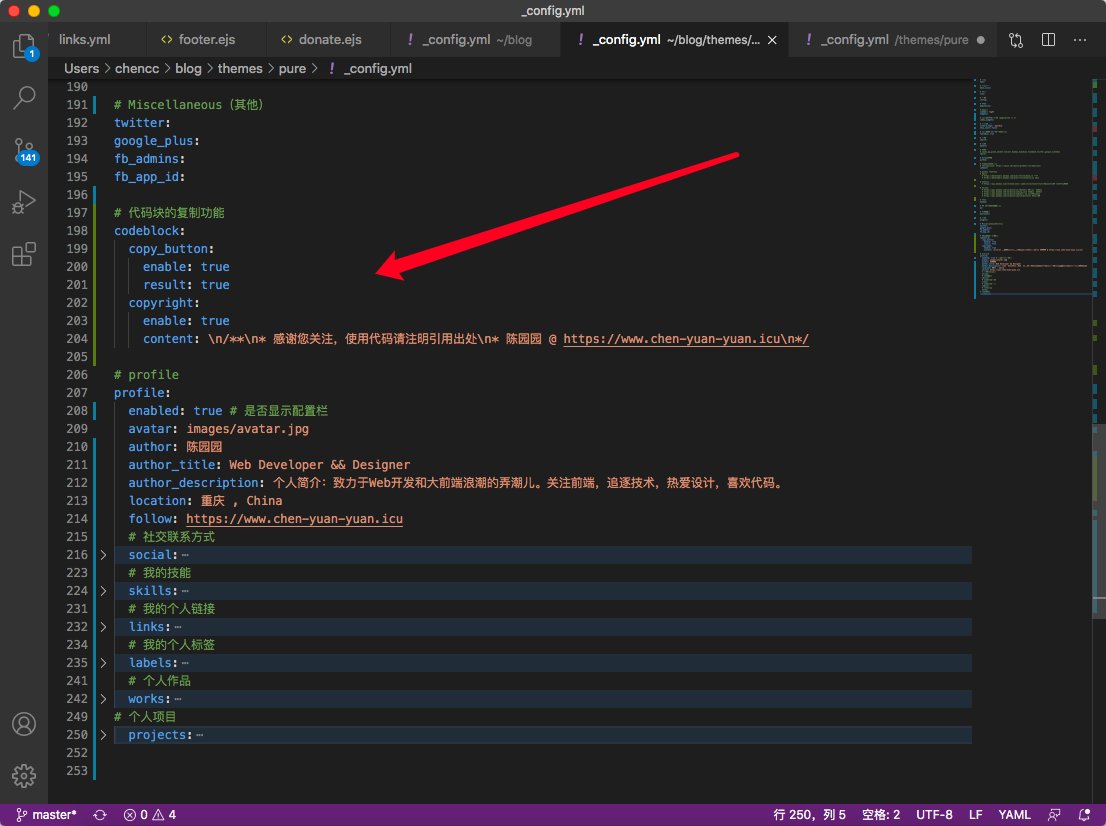 _config.yml
links.yml
footer.ejs
donate.ejs
! _config.yml ~/blog
! _config.yml ~/blog/themes/...
! _config.yml /themes/pure
Users > chencc > blog > themes > pure > ! _config.yml
1
141
190
191 # Miscellaneous (其他)
192 twitter:
193 google_plus:
194 fb_admins:
195 fb_app_id:
196
197 # 代码块的复制功能
198 codeblock:
199 copy_button:
200 enable: true
201 result: true
202 copyright:
203 enable: true
204 content: \n/**\n* 感谢您关注，使用代码请注明引用出处\n* 陈园园 @ https://www.chen-yuan-yuan.icu\n*/
205
206 # profile
207 profile:
208 enabled: true # 是否显示配置栏
209 avatar: images/avatar.jpg
210 author: 陈园园
211 author_title: Web Developer && Designer
212 author_description: 个人简介：致力于Web开发和大前端浪潮的弄潮儿。关注前端，追逐技术，热爱设计，喜欢代码。
213 location: 重庆 , China
214 follow: https://www.chen-yuan-yuan.icu
215 # 社交联系方式
216 social: ⋯
223 # 我的技能
224 skills: ⋯
231 # 我的个人链接
232 links: ⋯
234 # 我的个人标签
235 labels: ⋯
241 # 个人作品
242 works: ⋯
249 # 个人项目
250 projects: ⋯
252
253
master*
0
4
行 250，列 5
空格: 2
UTF-8
LF
YAML